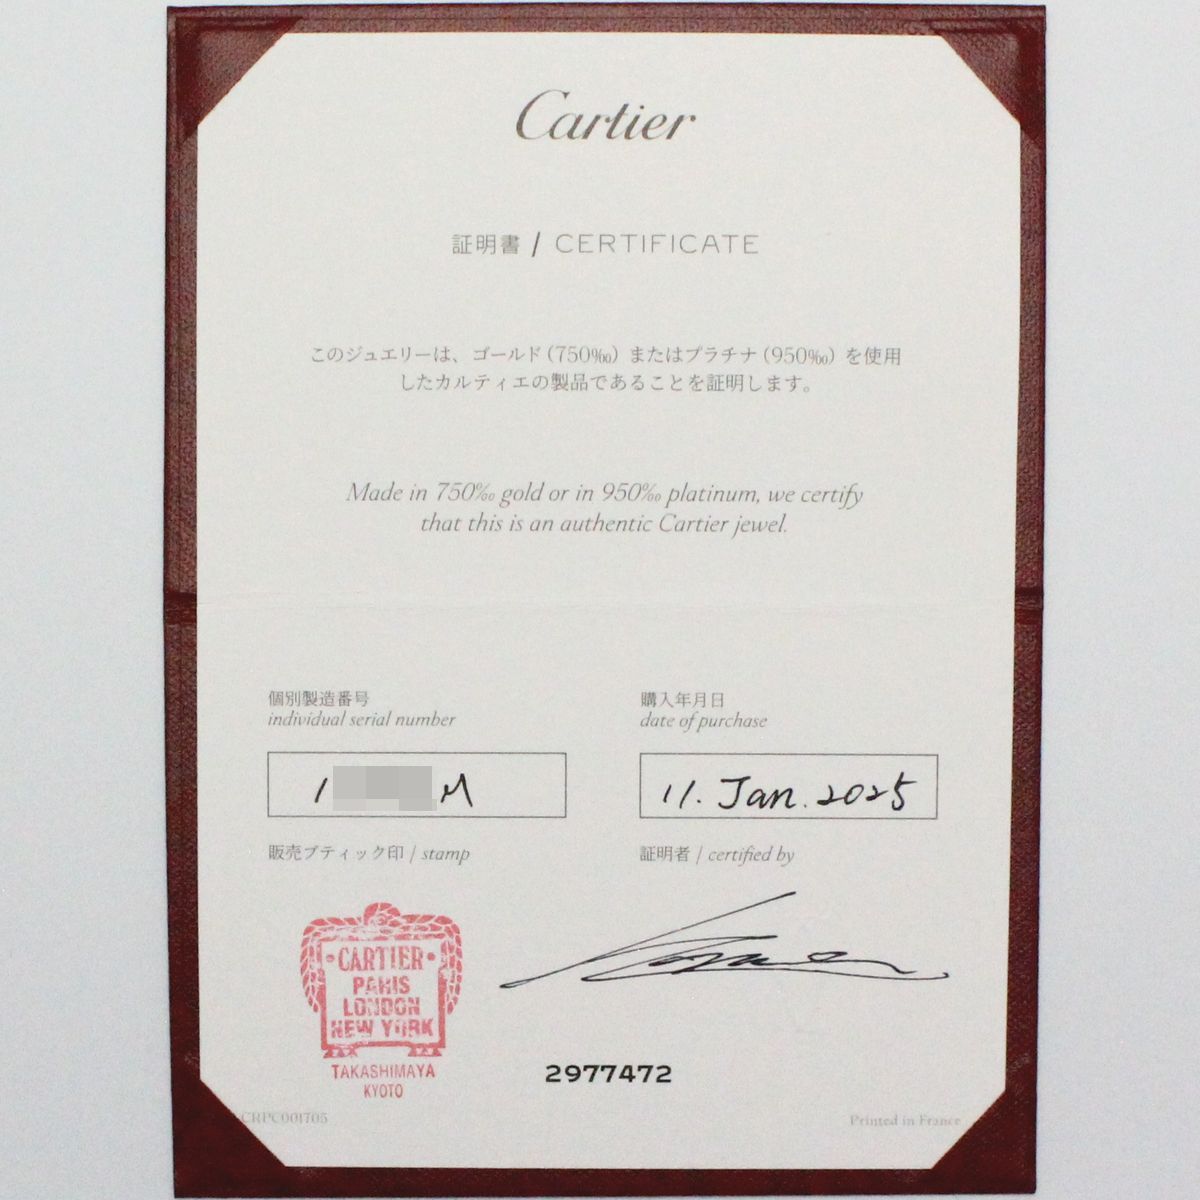 Cartier
証明書 / CERTIFICATE
このジュエリーは、ゴールド（750‰）またはプラチナ（950‰）を使用
したカルティエの製品であることを証明します。
Made in 750‰ gold or in 950‰ platinum, we certify
that this is an authentic Cartier jewel.
個別製造番号
individual serial number
1 M
購入年月日
date of purchase
11. Jan. 2025
販売ブティック印 / stamp
CARTIER
PARIS
LONDON
NEW YORK
TAKASHIMAYA
KYOTO
証明者 / certified by
2977472
CRPC001705
Printed in France